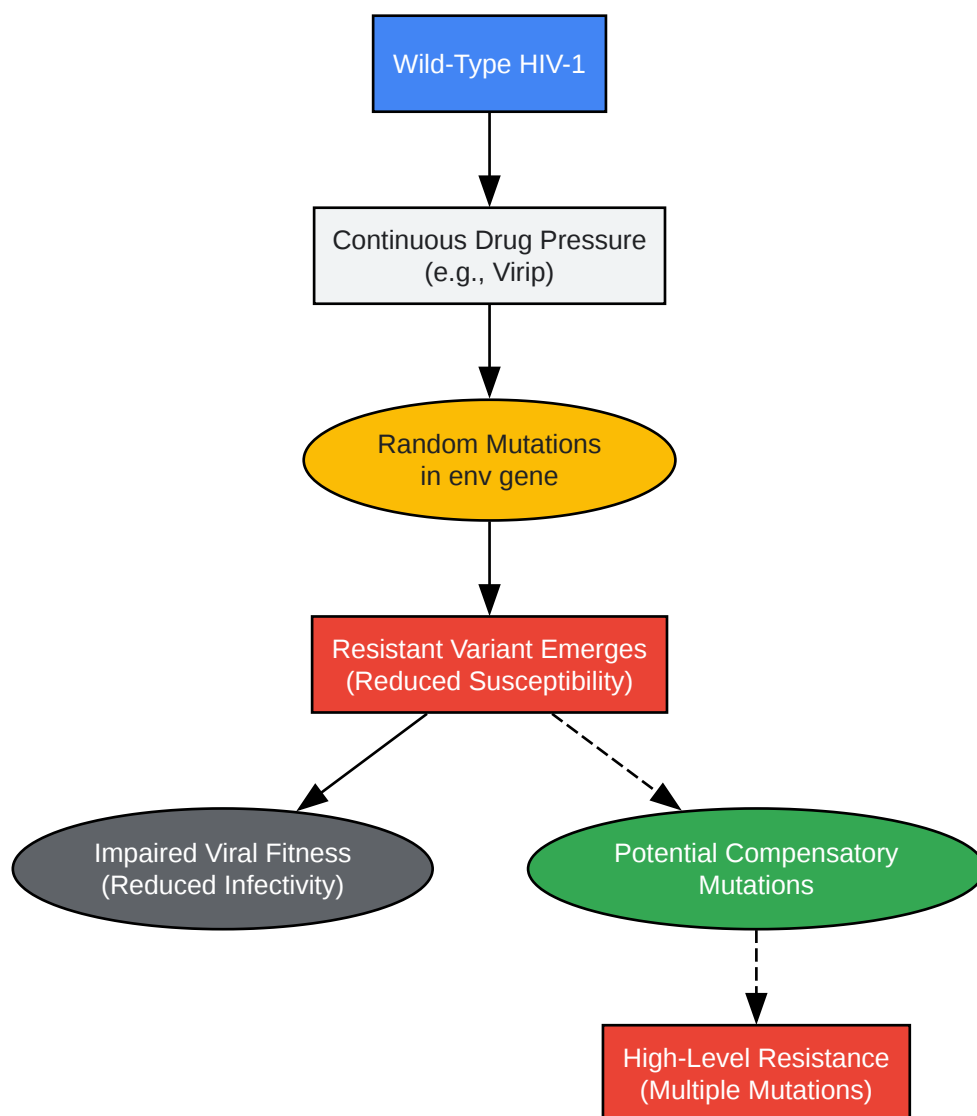 Wild-Type HIV-1
Continuous Drug Pressure
(e.g., Virip)
Random Mutations
in env gene
Resistant Variant Emerges
(Reduced Susceptibility)
Impaired Viral Fitness
(Reduced Infectivity)
Potential Compensatory
Mutations
High-Level Resistance
(Multiple Mutations)